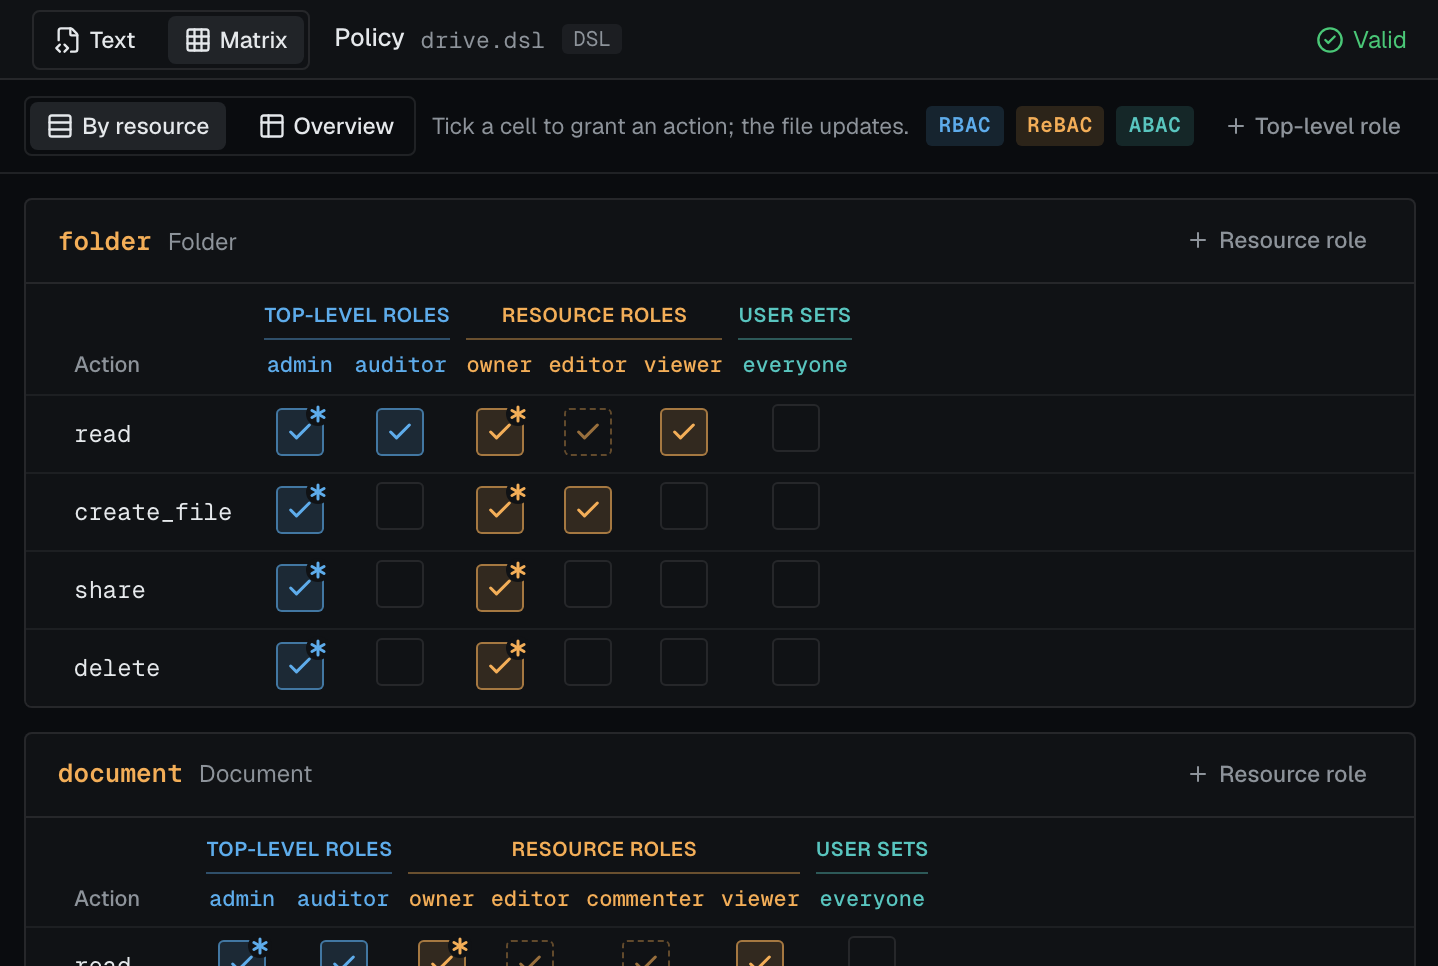 Text Matrix Policy drive.dsl DSL Valid
By resource Overview Tick a cell to grant an action; the file updates. RBAC ReBAC ABAC + Top-level role
folder Folder + Resource role
TOP-LEVEL ROLES RESOURCE ROLES USER SETS
Action admin auditor owner editor viewer everyone
read
create_file
share
delete
document Document + Resource role
TOP-LEVEL ROLES RESOURCE ROLES USER SETS
Action admin auditor owner editor commenter viewer everyone
read